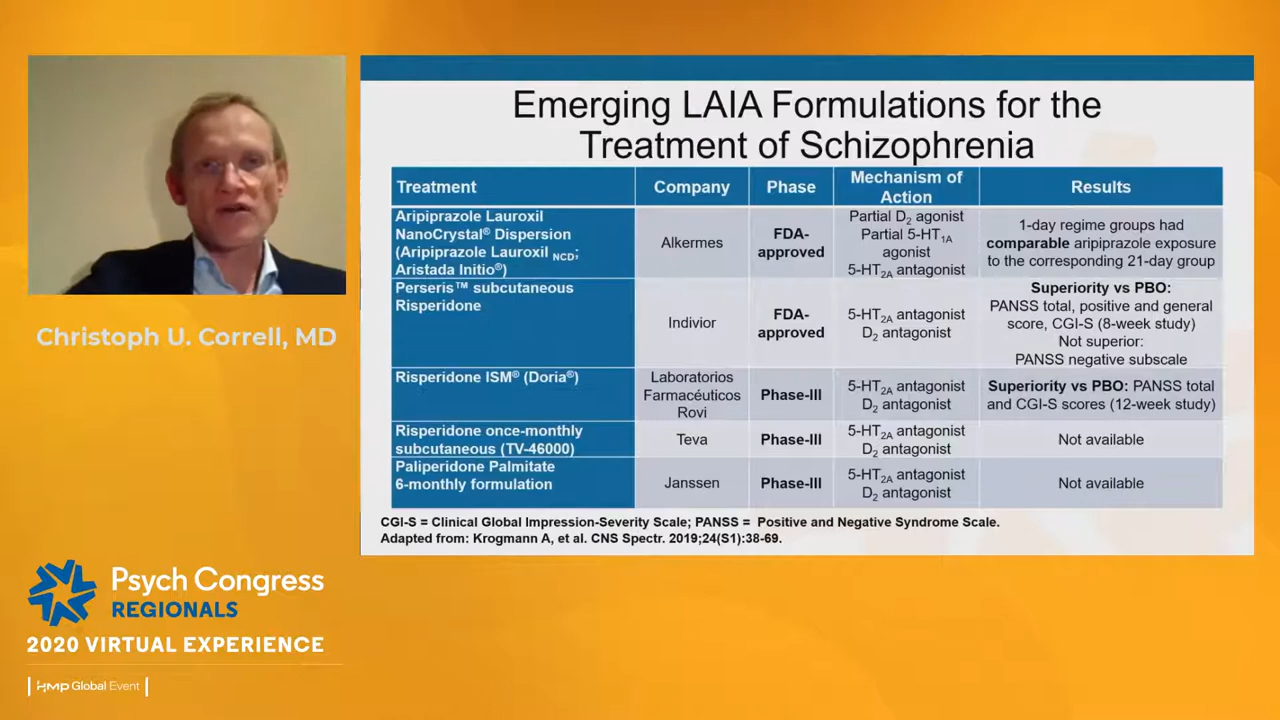 Emerging LAIA Formulations for the
Treatment of Schizophrenia
Treatment
Company
Phase
Mechanism of
Action
Results
Aripiprazole Lauroxil
NanoCrystal® Dispersion
(Aripiprazole Lauroxil NCD;
Aristada Initio®)
Alkermes
FDA-
approved
Partial D2 agonist
Partial 5-HT1A
agonist
5-HT2A antagonist
1-day regime groups had
comparable aripiprazole exposure
to the corresponding 21-day group
Perseris™ subcutaneous
Risperidone
Indivior
FDA-
approved
5-HT2A antagonist
D2 antagonist
Superiority vs PBO:
PANSS total, positive and general
score, CGI-S (8-week study)
Not superior:
PANSS negative subscale
Risperidone ISM® (Doria®)
Laboratorios
Farmacéuticos
Rovi
Phase-III
5-HT2A antagonist
D2 antagonist
Superiority vs PBO: PANSS total
and CGI-S scores (12-week study)
Risperidone once-monthly
subcutaneous (TV-46000)
Teva
Phase-III
5-HT2A antagonist
D2 antagonist
Not available
Paliperidone Palmitate
6-monthly formulation
Janssen
Phase-III
5-HT2A antagonist
D2 antagonist
Not available
CGI-S = Clinical Global Impression-Severity Scale; PANSS = Positive and Negative Syndrome Scale.
Adapted from: Krogmann A, et al. CNS Spectr. 2019;24(S1):38-69.
Christoph U. Correll, MD
Psych Congress
REGIONALS
2020 VIRTUAL EXPERIENCE
HMP Global Event